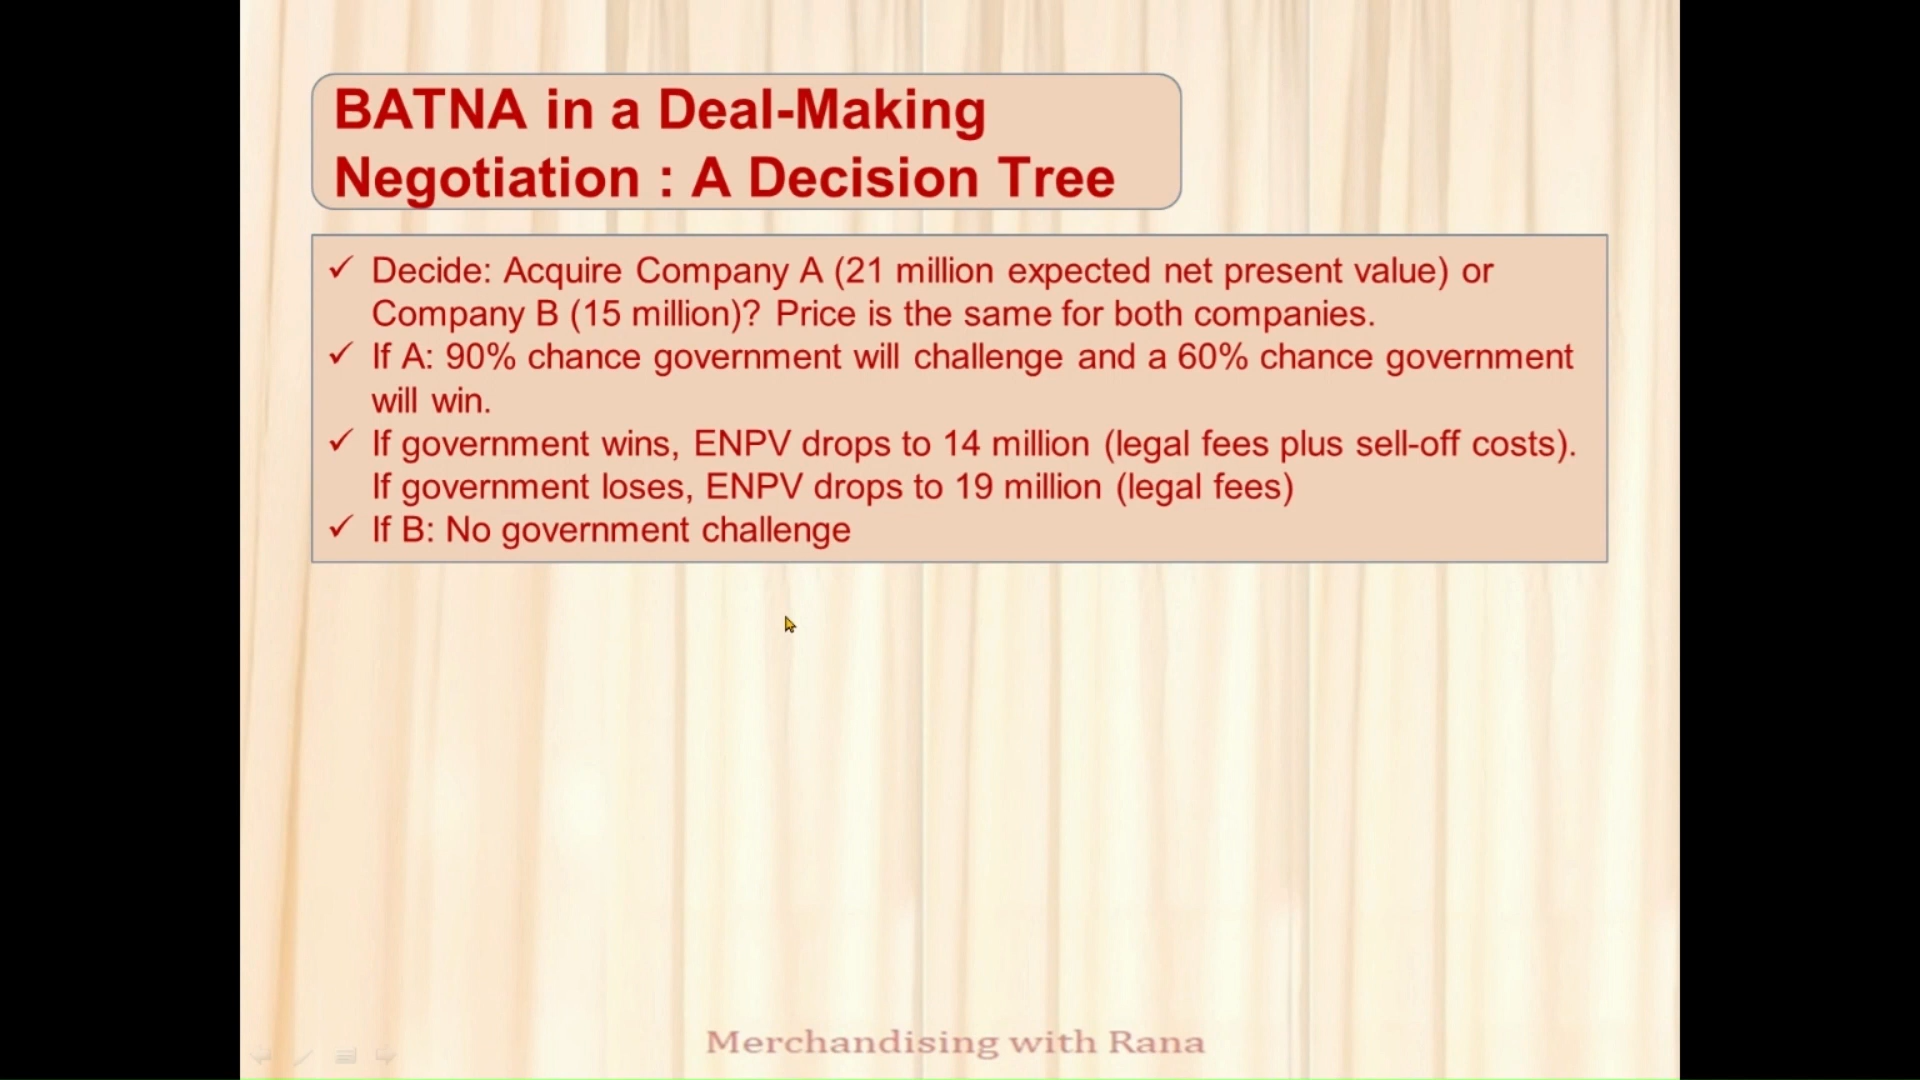 BATNA in a Deal-Making
Negotiation : A Decision Tree
✓ Decide: Acquire Company A (21 million expected net present value) or
Company B (15 million)? Price is the same for both companies.
✓ If A: 90% chance government will challenge and a 60% chance government
will win.
✓ If government wins, ENPV drops to 14 million (legal fees plus sell-off costs).
If government loses, ENPV drops to 19 million (legal fees)
✓ If B: No government challenge
Merchandising with Rana